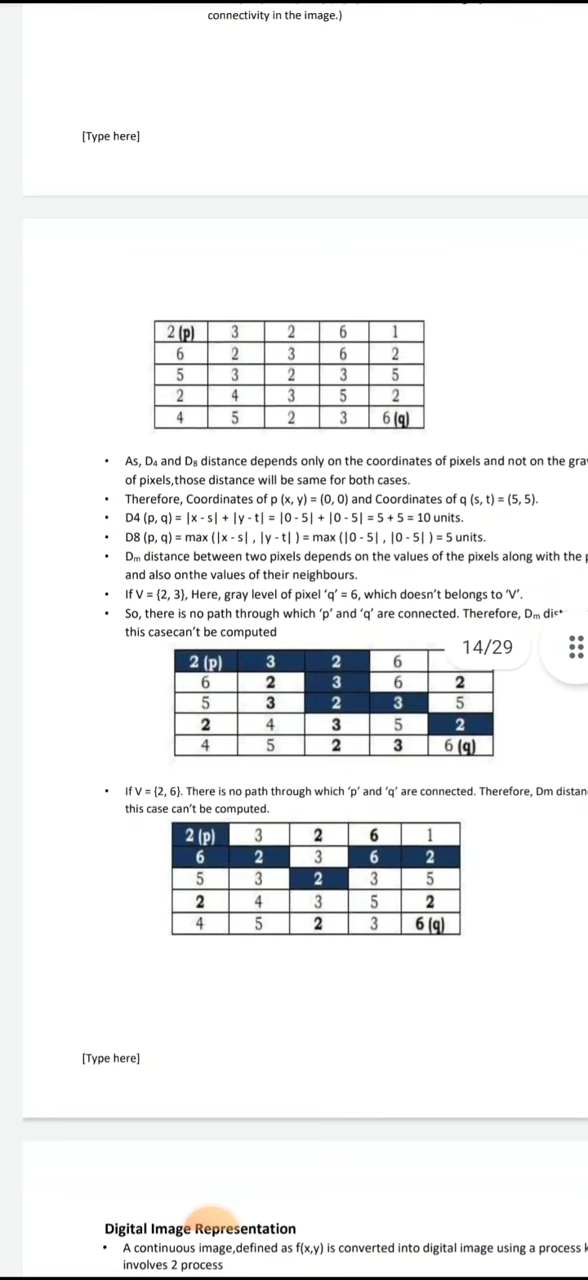 connectivity in the image.)
[Type here]
2 (p) 3 2 6 1
6 2 3 6 2
5 3 2 3 5
2 4 3 5 2
4 5 2 3 6 (q)
• As, D4 and D8 distance depends only on the coordinates of pixels and not on the
of pixels,those distance will be same for both cases.
• Therefore, Coordinates of p (x, y) = (0, 0) and Coordinates of q (s, t) = (5, 5).
• D4 (p, q) = |x - s| + |y - t| = |0 - 5| + |0 - 5| = 5 + 5 = 10 units.
• D8 (p, q) = max (|x - s| , |y - t| ) = max (|0 - 5| , |0 - 5| ) = 5 units.
• Dm distance between two pixels depends on the values of the pixels along with the
and also onthe values of their neighbours.
• If V = {2, 3}, Here, gray level of pixel ‘q’ = 6, which doesn’t belongs to ‘V’.
• So, there is no path through which ‘p’ and ‘q’ are connected. Therefore, Dm
this casecan’t be computed
14/29
2 (p) 3 2 6
6 2 3 6 2
5 3 2 3 5
2 4 3 5 2
4 5 2 3 6 (q)
• If V = {2, 6}. There is no path through which ‘p’ and ‘q’ are connected. Therefore, Dm
this case can’t be computed.
2 (p) 3 2 6 1
6 2 3 6 2
5 3 2 3 5
2 4 3 5 2
4 5 2 3 6 (q)
[Type here]
Digital Image Representation
• A continuous image,defined as f(x,y) is converted into digital image using a process
involves 2 process